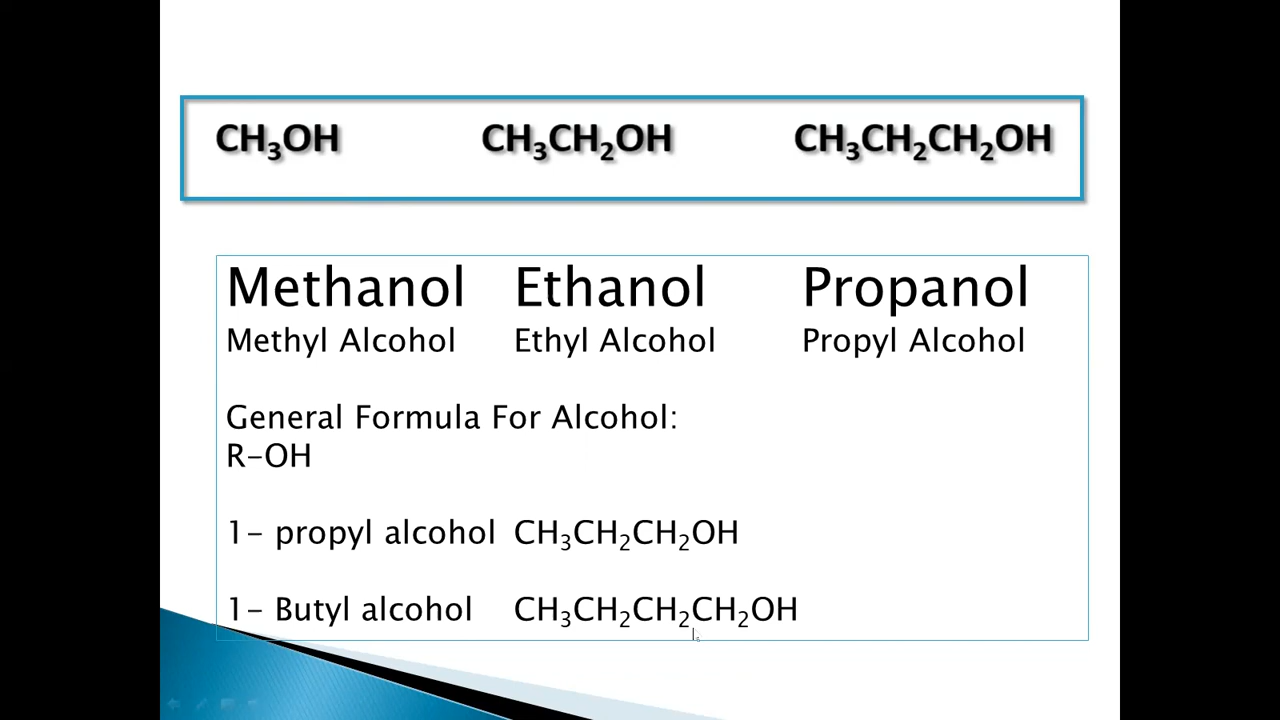 CH₃OH CH₃CH₂OH CH₃CH₂CH₂OH
Methanol Ethanol Propanol
Methyl Alcohol Ethyl Alcohol Propyl Alcohol
General Formula For Alcohol:
R-OH
1- propyl alcohol CH₃CH₂CH₂OH
1- Butyl alcohol CH₃CH₂CH₂CH₂OH